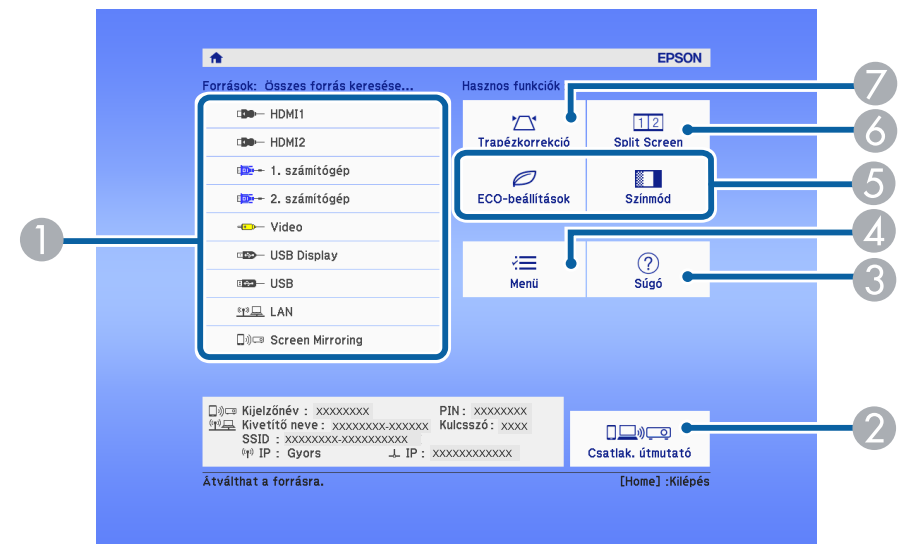 EPSON
Források: Összes forrás keresése...
Hasznos funkciók
HDMI1
HDMI2
1. számítógép
2. számítógép
Video
USB Display
USB
LAN
Screen Mirroring
Trapézkorrekció
1 2
Split Screen
ECO-beállítások
Színmód
Menü
?
Súgó
Kijelzőnév : XXXXXXXX PIN : XXXXXXXX
Kivetítő neve : XXXXXXXX-XXXXXX Kulcsszó : XXXX
SSID : XXXXXXXX-XXXXXXXXXX
IP : Gyors IP : XXXXXXXXXXXX
Csatlak. útmutató
Átválthat a forrásra.
[Home] :Kilépés
1
7
6
5
4
3
2